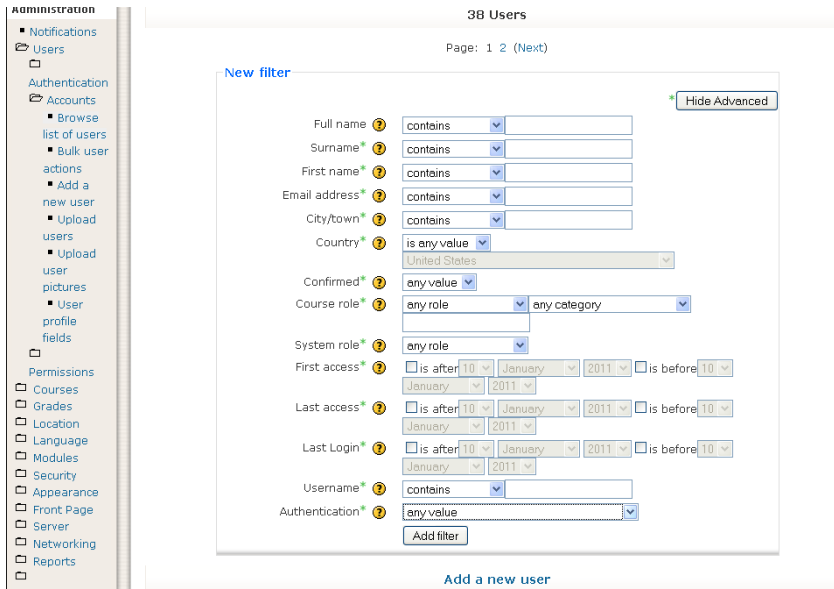 Administration
Notifications
Users
Authentication
Accounts
Browse
list of users
Bulk user
actions
Add a
new user
Upload
users
Upload
user
pictures
User
profile
fields
Permissions
Courses
Grades
Location
Language
Modules
Security
Appearance
Front Page
Server
Networking
Reports
38 Users
Page: 1 2 (Next)
New filter
* Hide Advanced
Full name ? contains
Surname* ? contains
First name* ? contains
Email address* ? contains
City/town* ? contains
Country* ? is any value
United States
Confirmed* ? any value
Course role* ? any role any category
System role* ? any role
First access* ? is after 10 January 2011 is before 10
January 2011
Last access* ? is after 10 January 2011 is before 10
January 2011
Last Login* ? is after 10 January 2011 is before 10
January 2011
Username* ? contains
Authentication* ? any value
Add filter
Add a new user